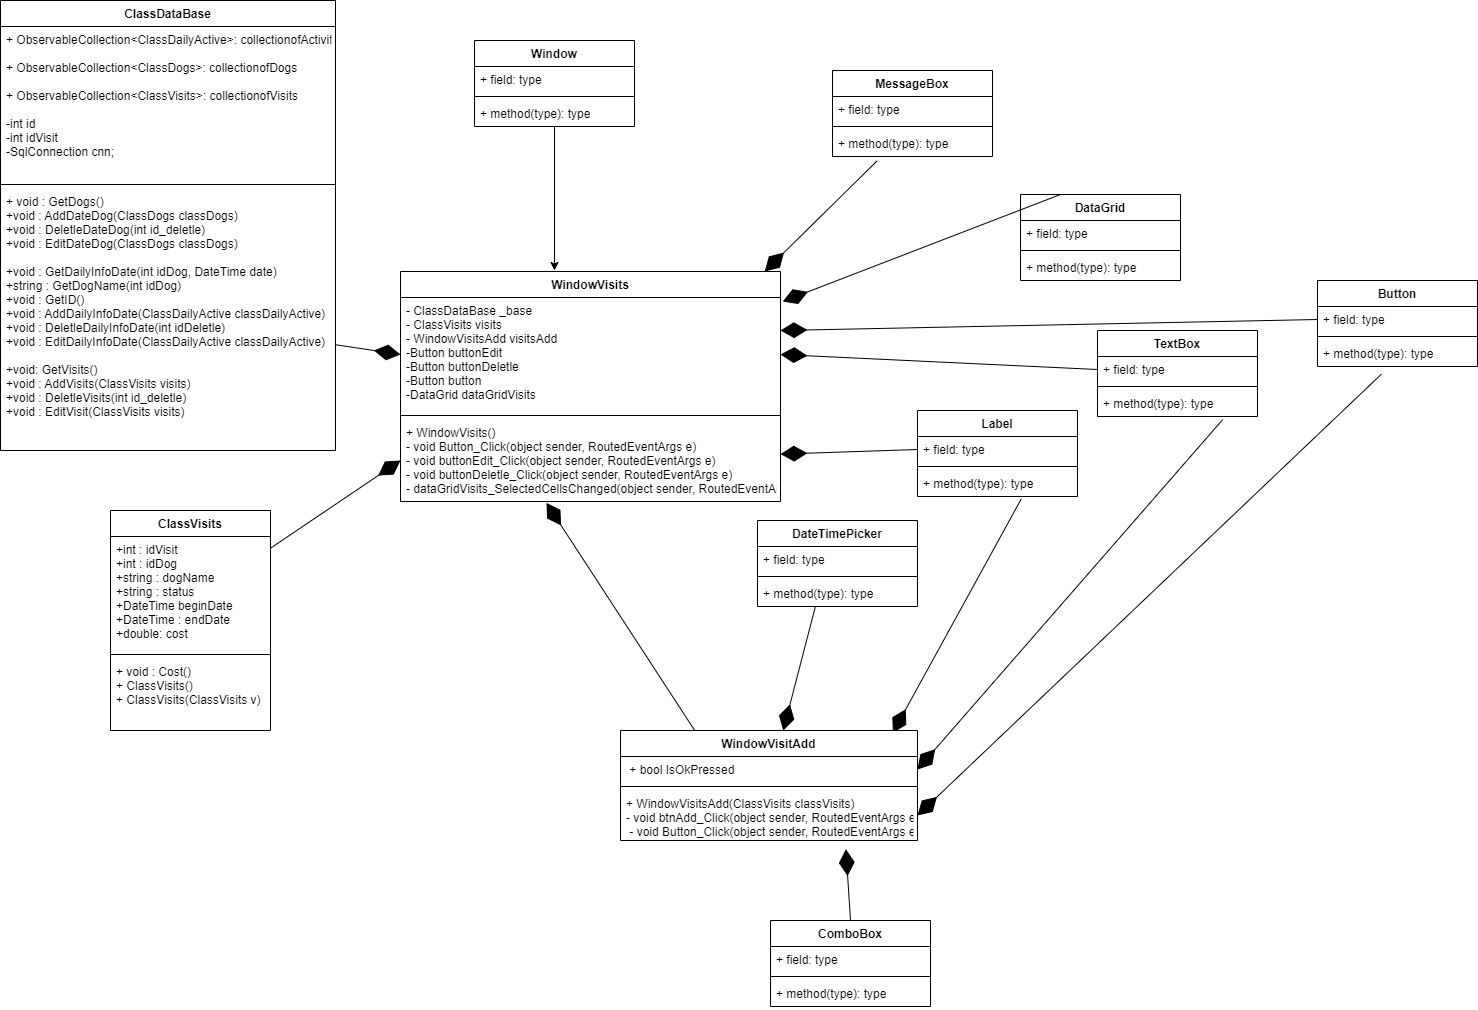 ClassDataBase
+ ObservableCollection<ClassDailyActive>: collectionofActivit
+ ObservableCollection<ClassDogs>: collectionofDogs
+ ObservableCollection<ClassVisits>: collectionofVisits
-int id
-int idVisit
-SqlConnection cnn;
+ void : GetDogs()
+void : AddDateDog(ClassDogs classDogs)
+void : DeletleDateDog(int id_deletle)
+void : EditDateDog(ClassDogs classDogs)
+void : GetDailyInfoDate(int idDog, DateTime date)
+string : GetDogName(int idDog)
+void : GetID()
+void : AddDailyInfoDate(ClassDailyActive classDailyActive)
+void : DeletleDailyInfoDate(int idDeletle)
+void : EditDailyInfoDate(ClassDailyActive classDailyActive)
+void: GetVisits()
+void : AddVisits(ClassVisits visits)
+void : DeletleVisits(int id_deletle)
+void : EditVisit(ClassVisits visits)
Window
+ field: type
+ method(type): type
MessageBox
+ field: type
+ method(type): type
DataGrid
+ field: type
+ method(type): type
Button
+ field: type
+ method(type): type
TextBox
+ field: type
+ method(type): type
WindowVisits
- ClassDataBase _base
- ClassVisits visits
- WindowVisitsAdd visitsAdd
-Button buttonEdit
-Button buttonDeletle
-Button button
-DataGrid dataGridVisits
+ WindowVisits()
- void Button_Click(object sender, RoutedEventArgs e)
- void buttonEdit_Click(object sender, RoutedEventArgs e)
- void buttonDeletle_Click(object sender, RoutedEventArgs e)
- dataGridVisits_SelectedCellsChanged(object sender, RoutedEventA
Label
+ field: type
+ method(type): type
ClassVisits
+int : idVisit
+int : idDog
+string : dogName
+string : status
+DateTime beginDate
+DateTime : endDate
+double: cost
+ void : Cost()
+ ClassVisits()
+ ClassVisits(ClassVisits v)
DateTimePicker
+ field: type
+ method(type): type
WindowVisitAdd
+ bool IsOkPressed
+ WindowVisitsAdd(ClassVisits classVisits)
- void btnAdd_Click(object sender, RoutedEventArgs e
- void Button_Click(object sender, RoutedEventArgs e
ComboBox
+ field: type
+ method(type): type